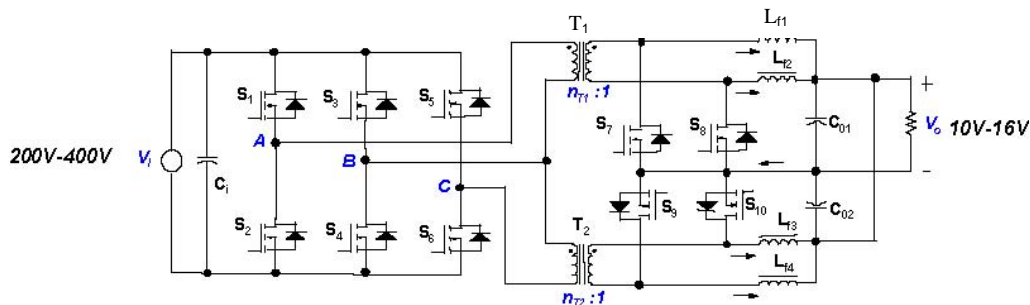 T1
Lf1
Lf2
nT1 :1
S1
S3
S5
S7
S8
C01
+
Vo
10V-16V
A
B
C
200V-400V
Vi
Ci
-
S9
S10
C02
S2
S4
S6
T2
Lf3
Lf4
nT2 :1